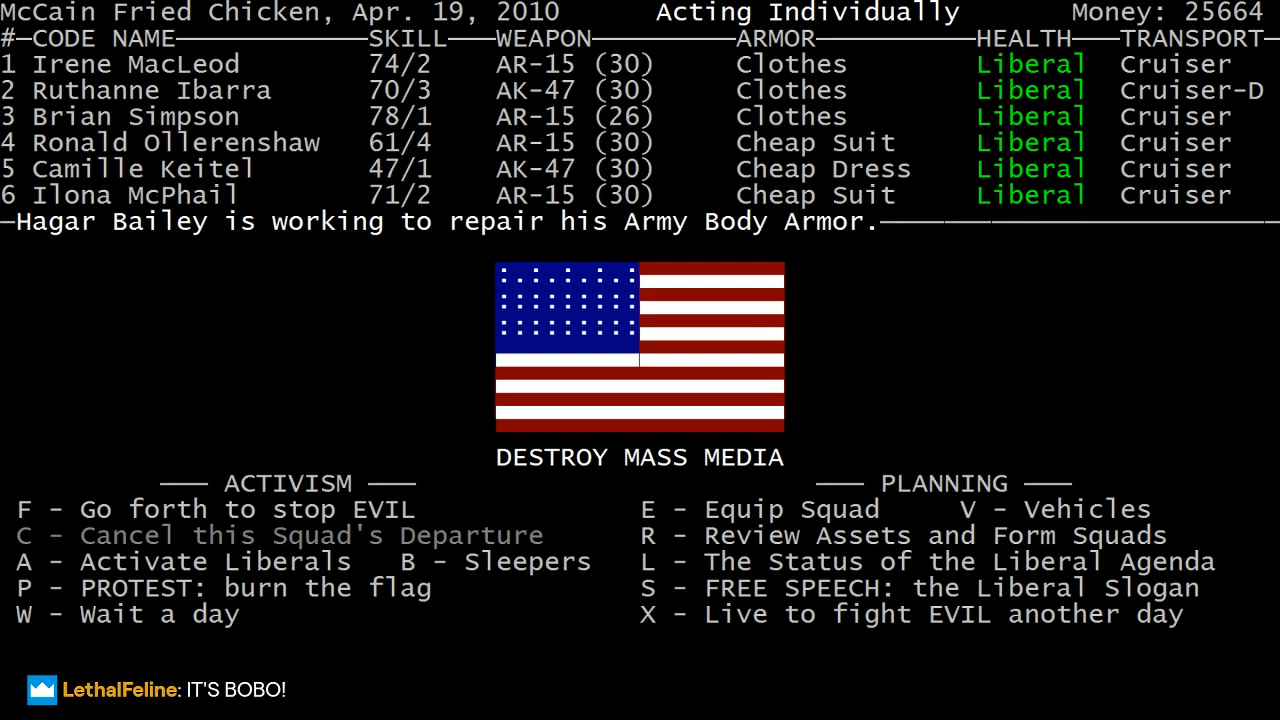 McCain Fried Chicken, Apr. 19, 2010 Acting Individually Money: 25664
#—CODE NAME————————————SKILL———WEAPON—————————ARMOR——————————HEALTH———TRANSPORT—
1 Irene MacLeod 74/2 AR-15 (30) Clothes Liberal Cruiser
2 Ruthanne Ibarra 70/3 AK-47 (30) Clothes Liberal Cruiser-D
3 Brian Simpson 78/1 AR-15 (26) Clothes Liberal Cruiser
4 Ronald Ollerenshaw 61/4 AR-15 (30) Cheap Suit Liberal Cruiser
5 Camille Keitel 47/1 AK-47 (30) Cheap Dress Liberal Cruiser
6 Ilona McPhail 71/2 AR-15 (30) Cheap Suit Liberal Cruiser
—Hagar Bailey is working to repair his Army Body Armor.—————————————————————————
DESTROY MASS MEDIA
——— ACTIVISM ——— ——— PLANNING ———
F - Go forth to stop EVIL E - Equip Squad V - Vehicles
C - Cancel this Squad's Departure R - Review Assets and Form Squads
A - Activate Liberals B - Sleepers L - The Status of the Liberal Agenda
P - PROTEST: burn the flag S - FREE SPEECH: the Liberal Slogan
W - Wait a day X - Live to fight EVIL another day
LethalFeline: IT'S BOBO!